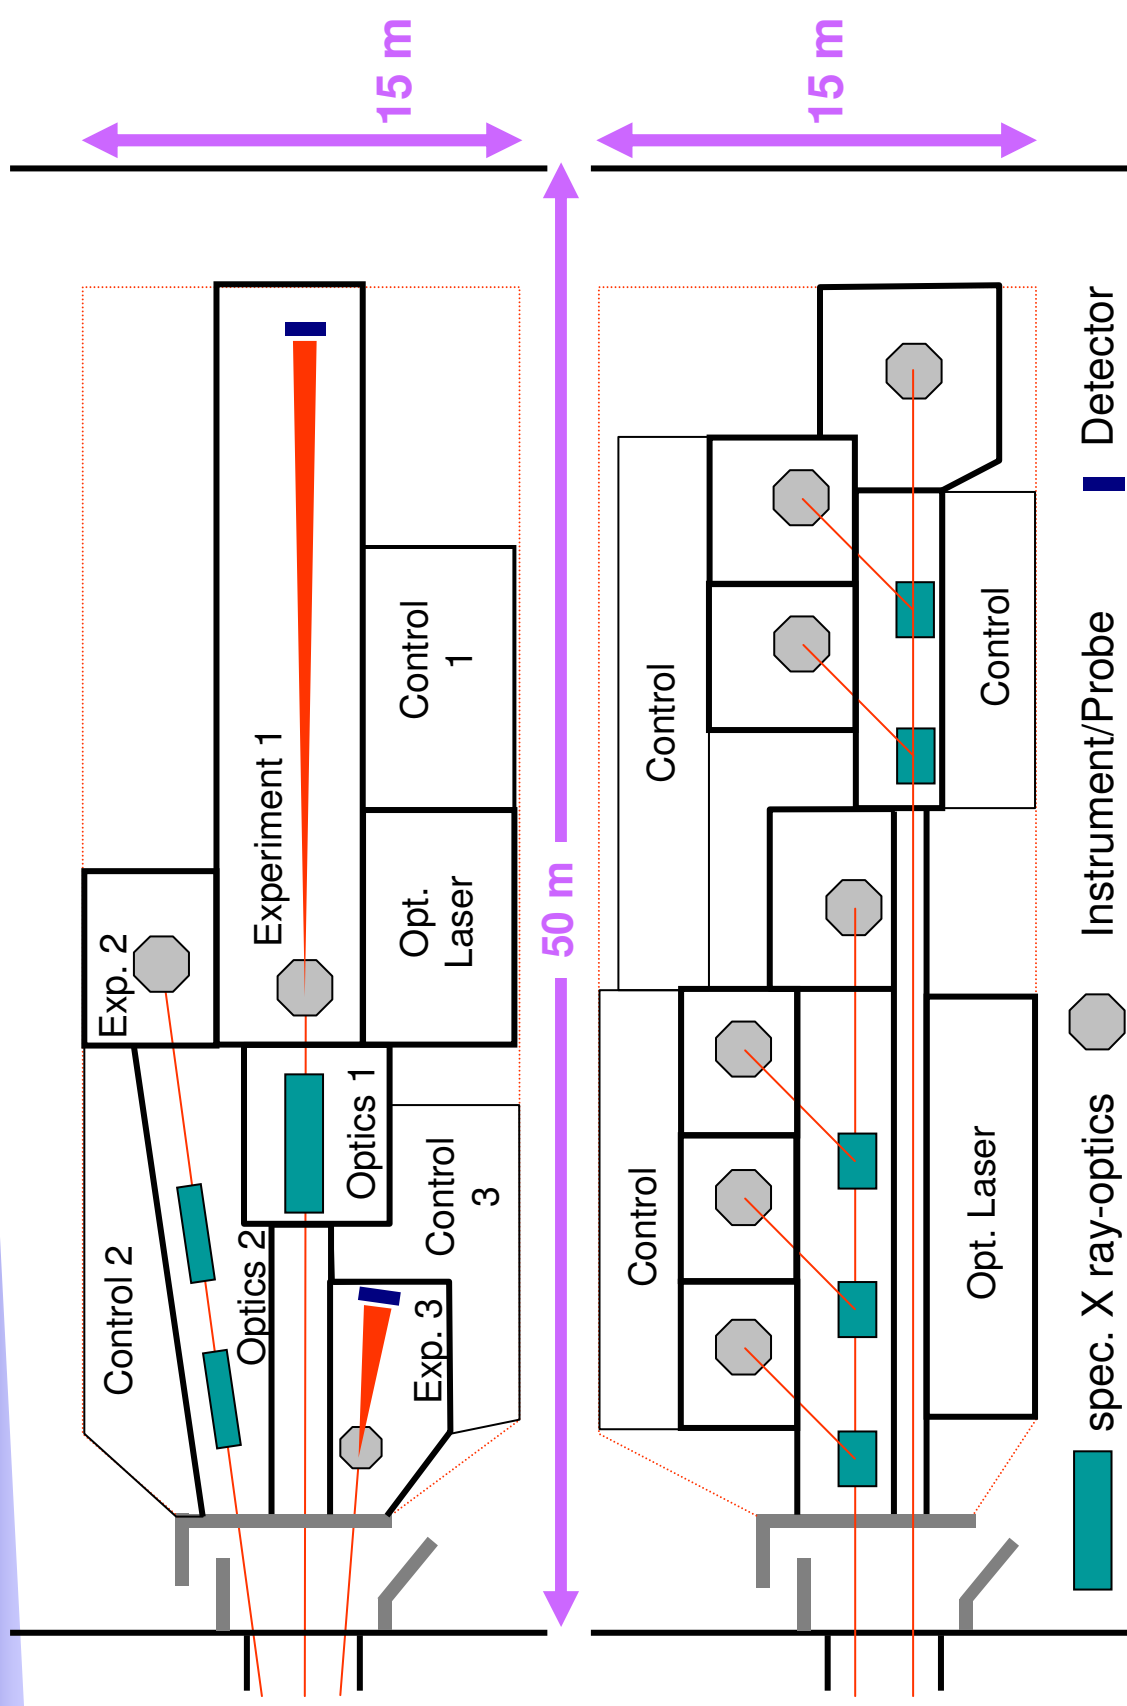 15 m
Exp. 2
Experiment 1
Control
1
Opt.
Laser
Control 2
Optics 2
Optics 1
Exp. 3
Control
3
50 m
15 m
Control
Control
Control
Opt. Laser
spec. X ray-optics
Instrument/Probe
Detector